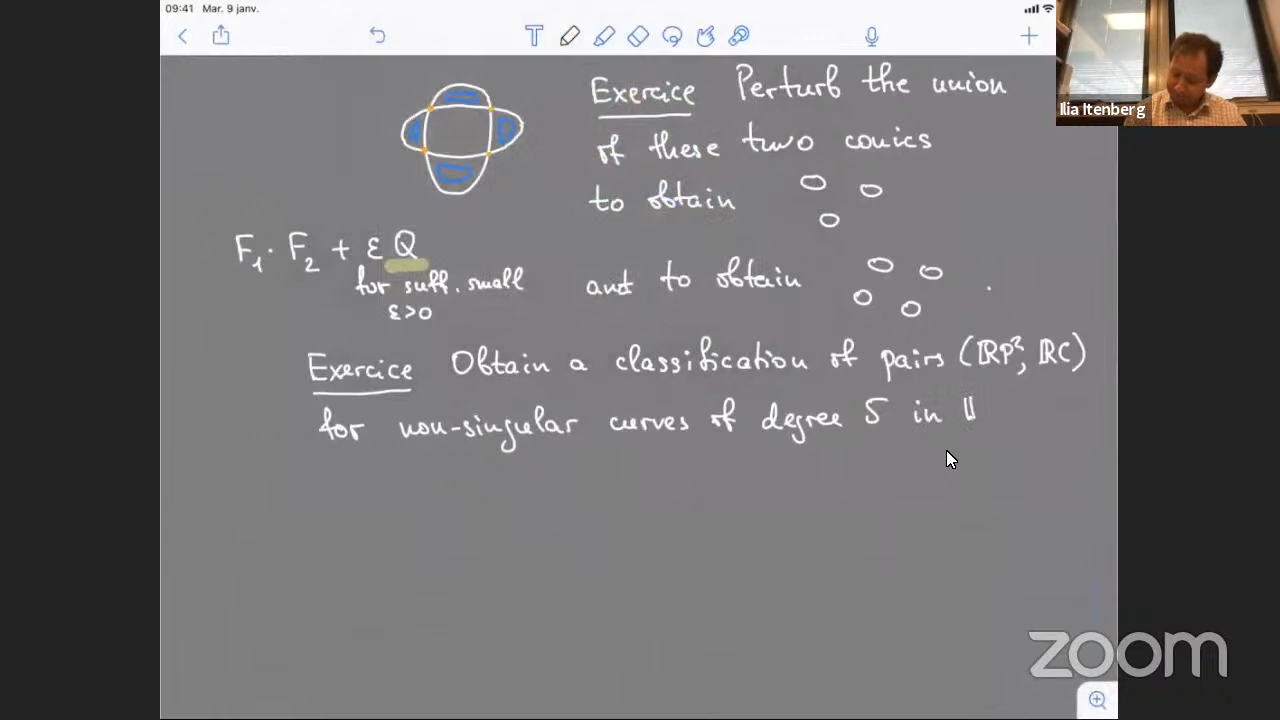 09:41 Mar. 9 janv.
Ilia Itenberg
Exercice Perturb the union
of these two conics
to obtain
F₁ · F₂ + ε Q
for suff. small
ε>0
and to obtain .
Exercice Obtain a classification of pairs (ℝP², ℝC)
for non-singular curves of degree 5 in
zoom